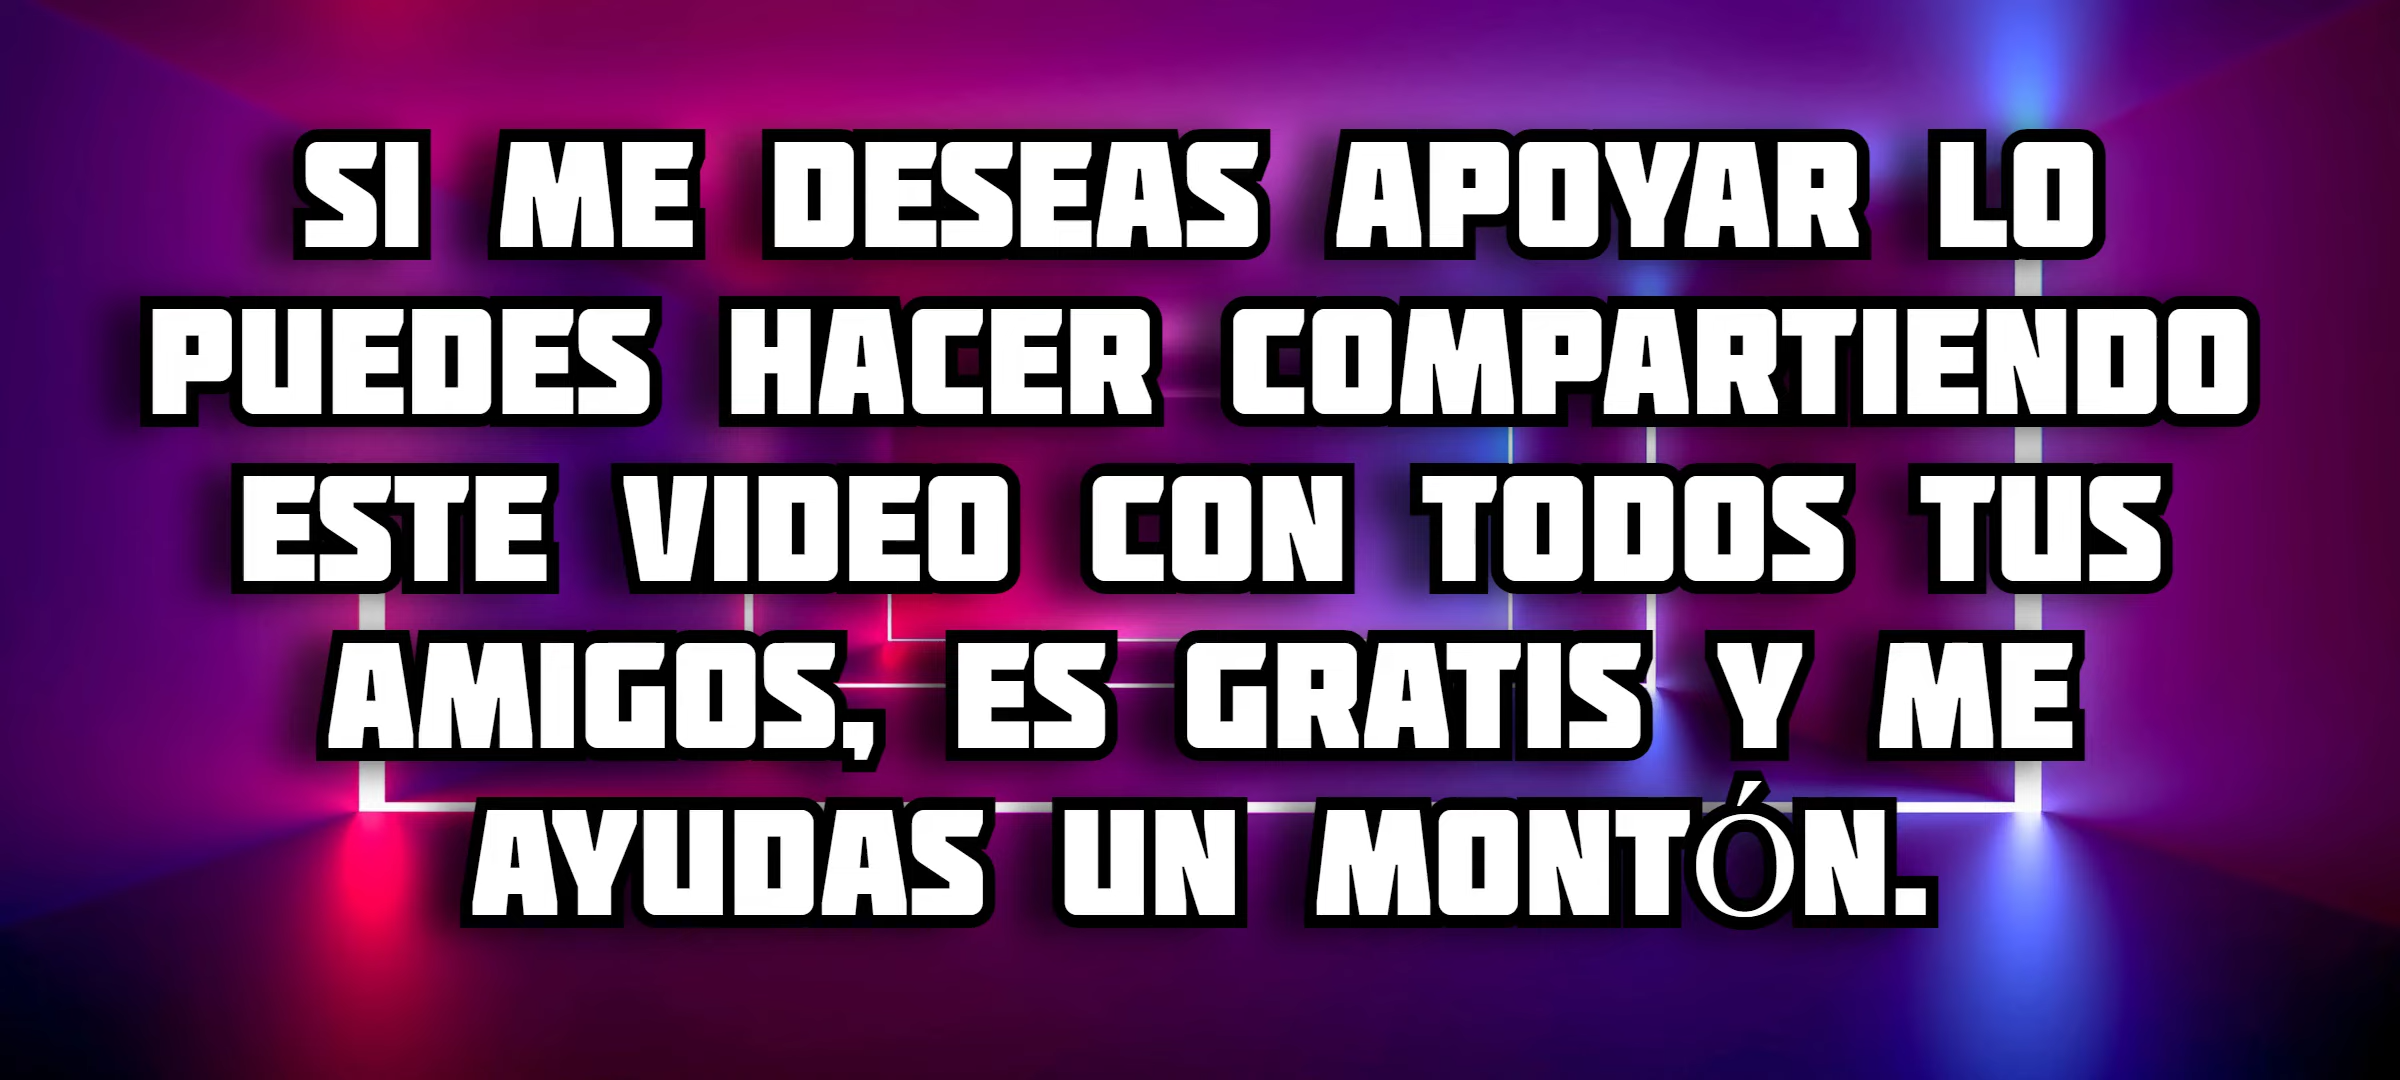 SI ME DESEAS APOYAR LO
PUEDES HACER COMPARTIENDO
ESTE VIDEO CON TODOS TUS
AMIGOS, ES GRATIS Y ME
AYUDAS UN MONTÓN.